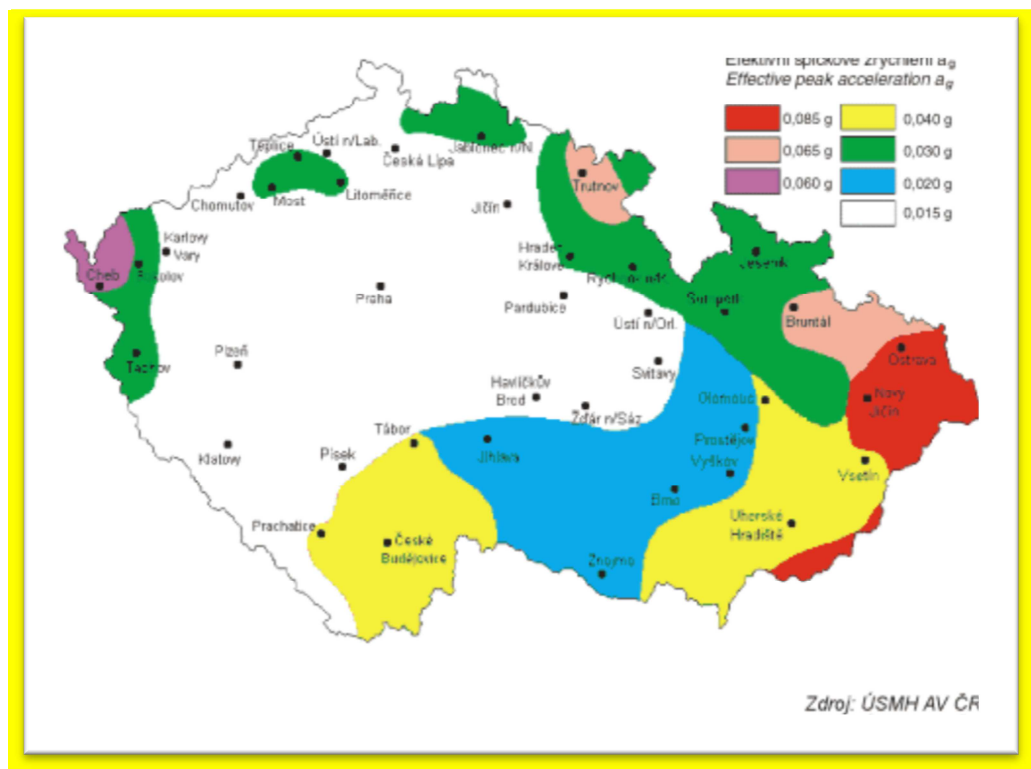 Efektivní špičkové zrychlení a g
Effective peak acceleration a g
0,085 g
0,040 g
0,065 g
0,030 g
0,060 g
0,020 g
0,015 g
Teplice
Ústí n/Lab.
Česká Lípa
Jablonec n/N
Trutnov
Chomutov
Most
Litoměřice
Jičín
Karlovy
Vary
Hradec
Králové
Cheb
Sokolov
Rychnov n/K
Jeseník
Praha
Pardubice
Šumperk
Ústí n/Orl.
Bruntál
Tachov
Plzeň
Svitavy
Ostrava
Havlíčkův
Brod
Olomouc
Nový
Jičín
Žďár n/Sáz.
Tábor
Prostějov
Klatovy
Písek
Jihlava
Vyškov
Vsetín
Brno
Prachatice
České
Budějovice
Uherské
Hradiště
Znojmo
Zdroj: ÚSMH AV ČR